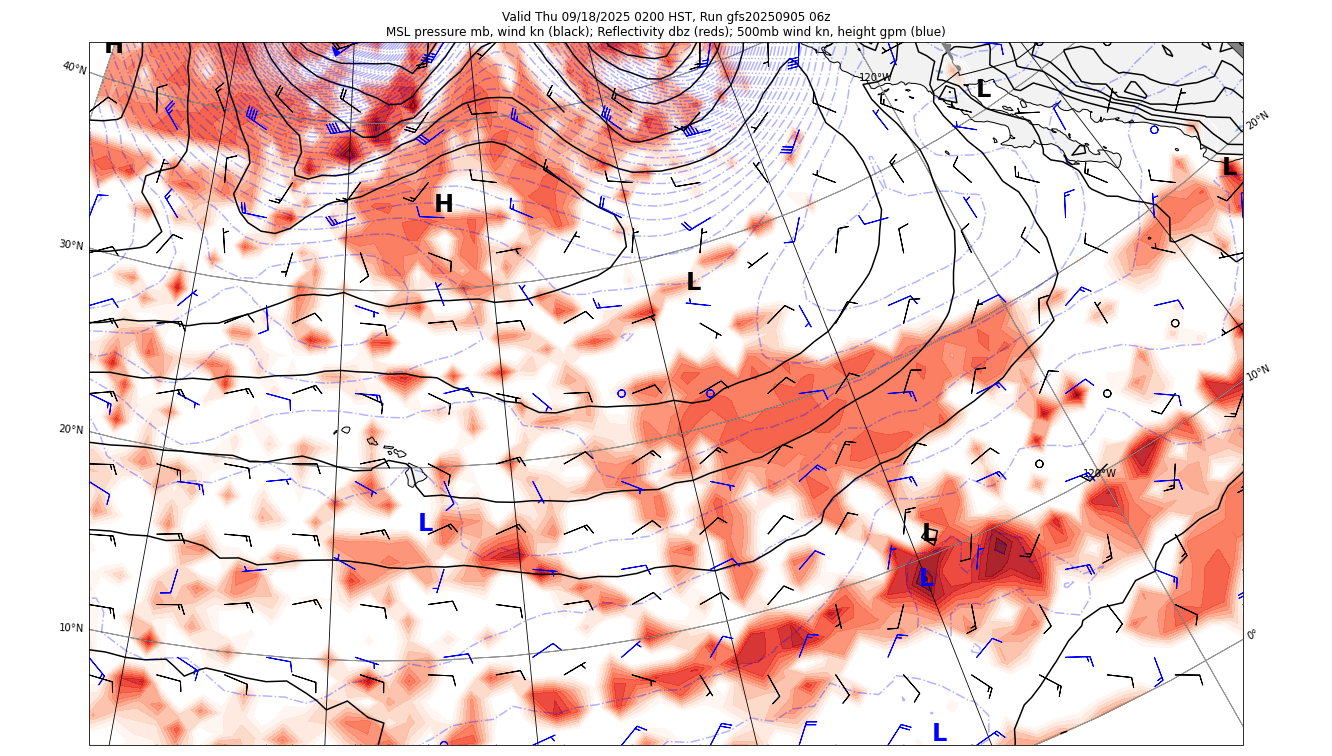 Valid Thu 09/18/2025 0200 HST, Run gfs20250905 06z
MSL pressure mb, wind kn (black); Reflectivity dbz (reds); 500mb wind kn, height gpm (blue)
H
40°N
120°W
L
20°N
L
H
30°N
L
10°N
20°N
120°W
L
L
L
10°N
0°
L